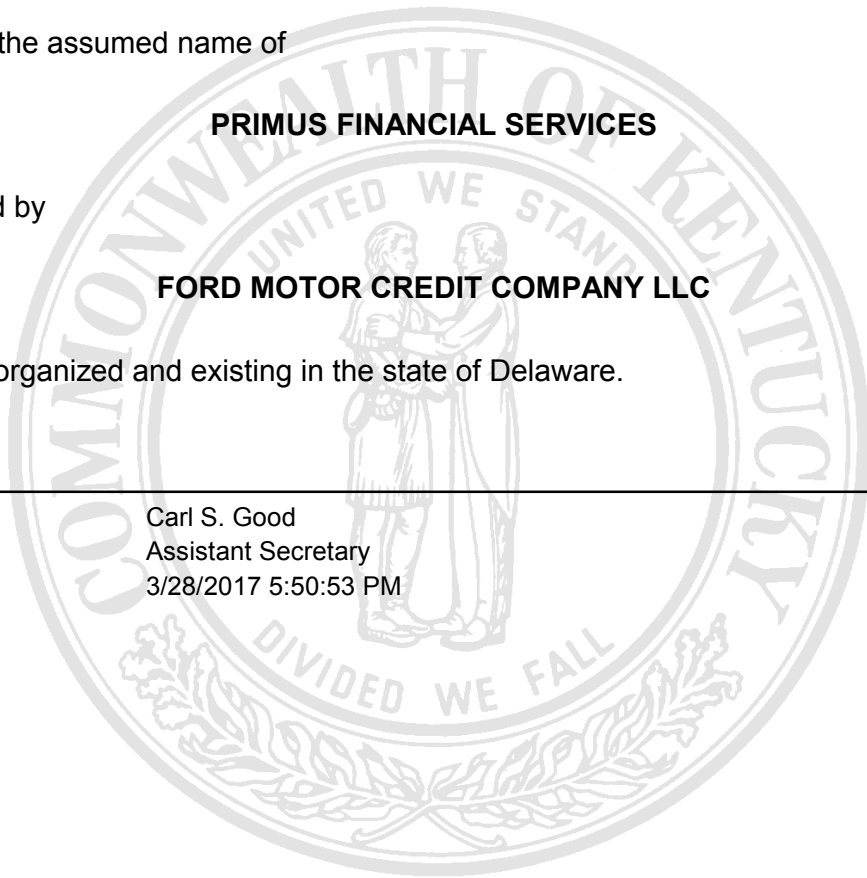 the assumed name of
PRIMUS FINANCIAL SERVICES
d by
FORD MOTOR CREDIT COMPANY LLC
organized and existing in the state of Delaware.
Carl S. Good
Assistant Secretary
3/28/2017 5:50:53 PM
COMMONWEALTH OF KENTUCKY
UNITED WE STAND
DIVIDED WE FALL